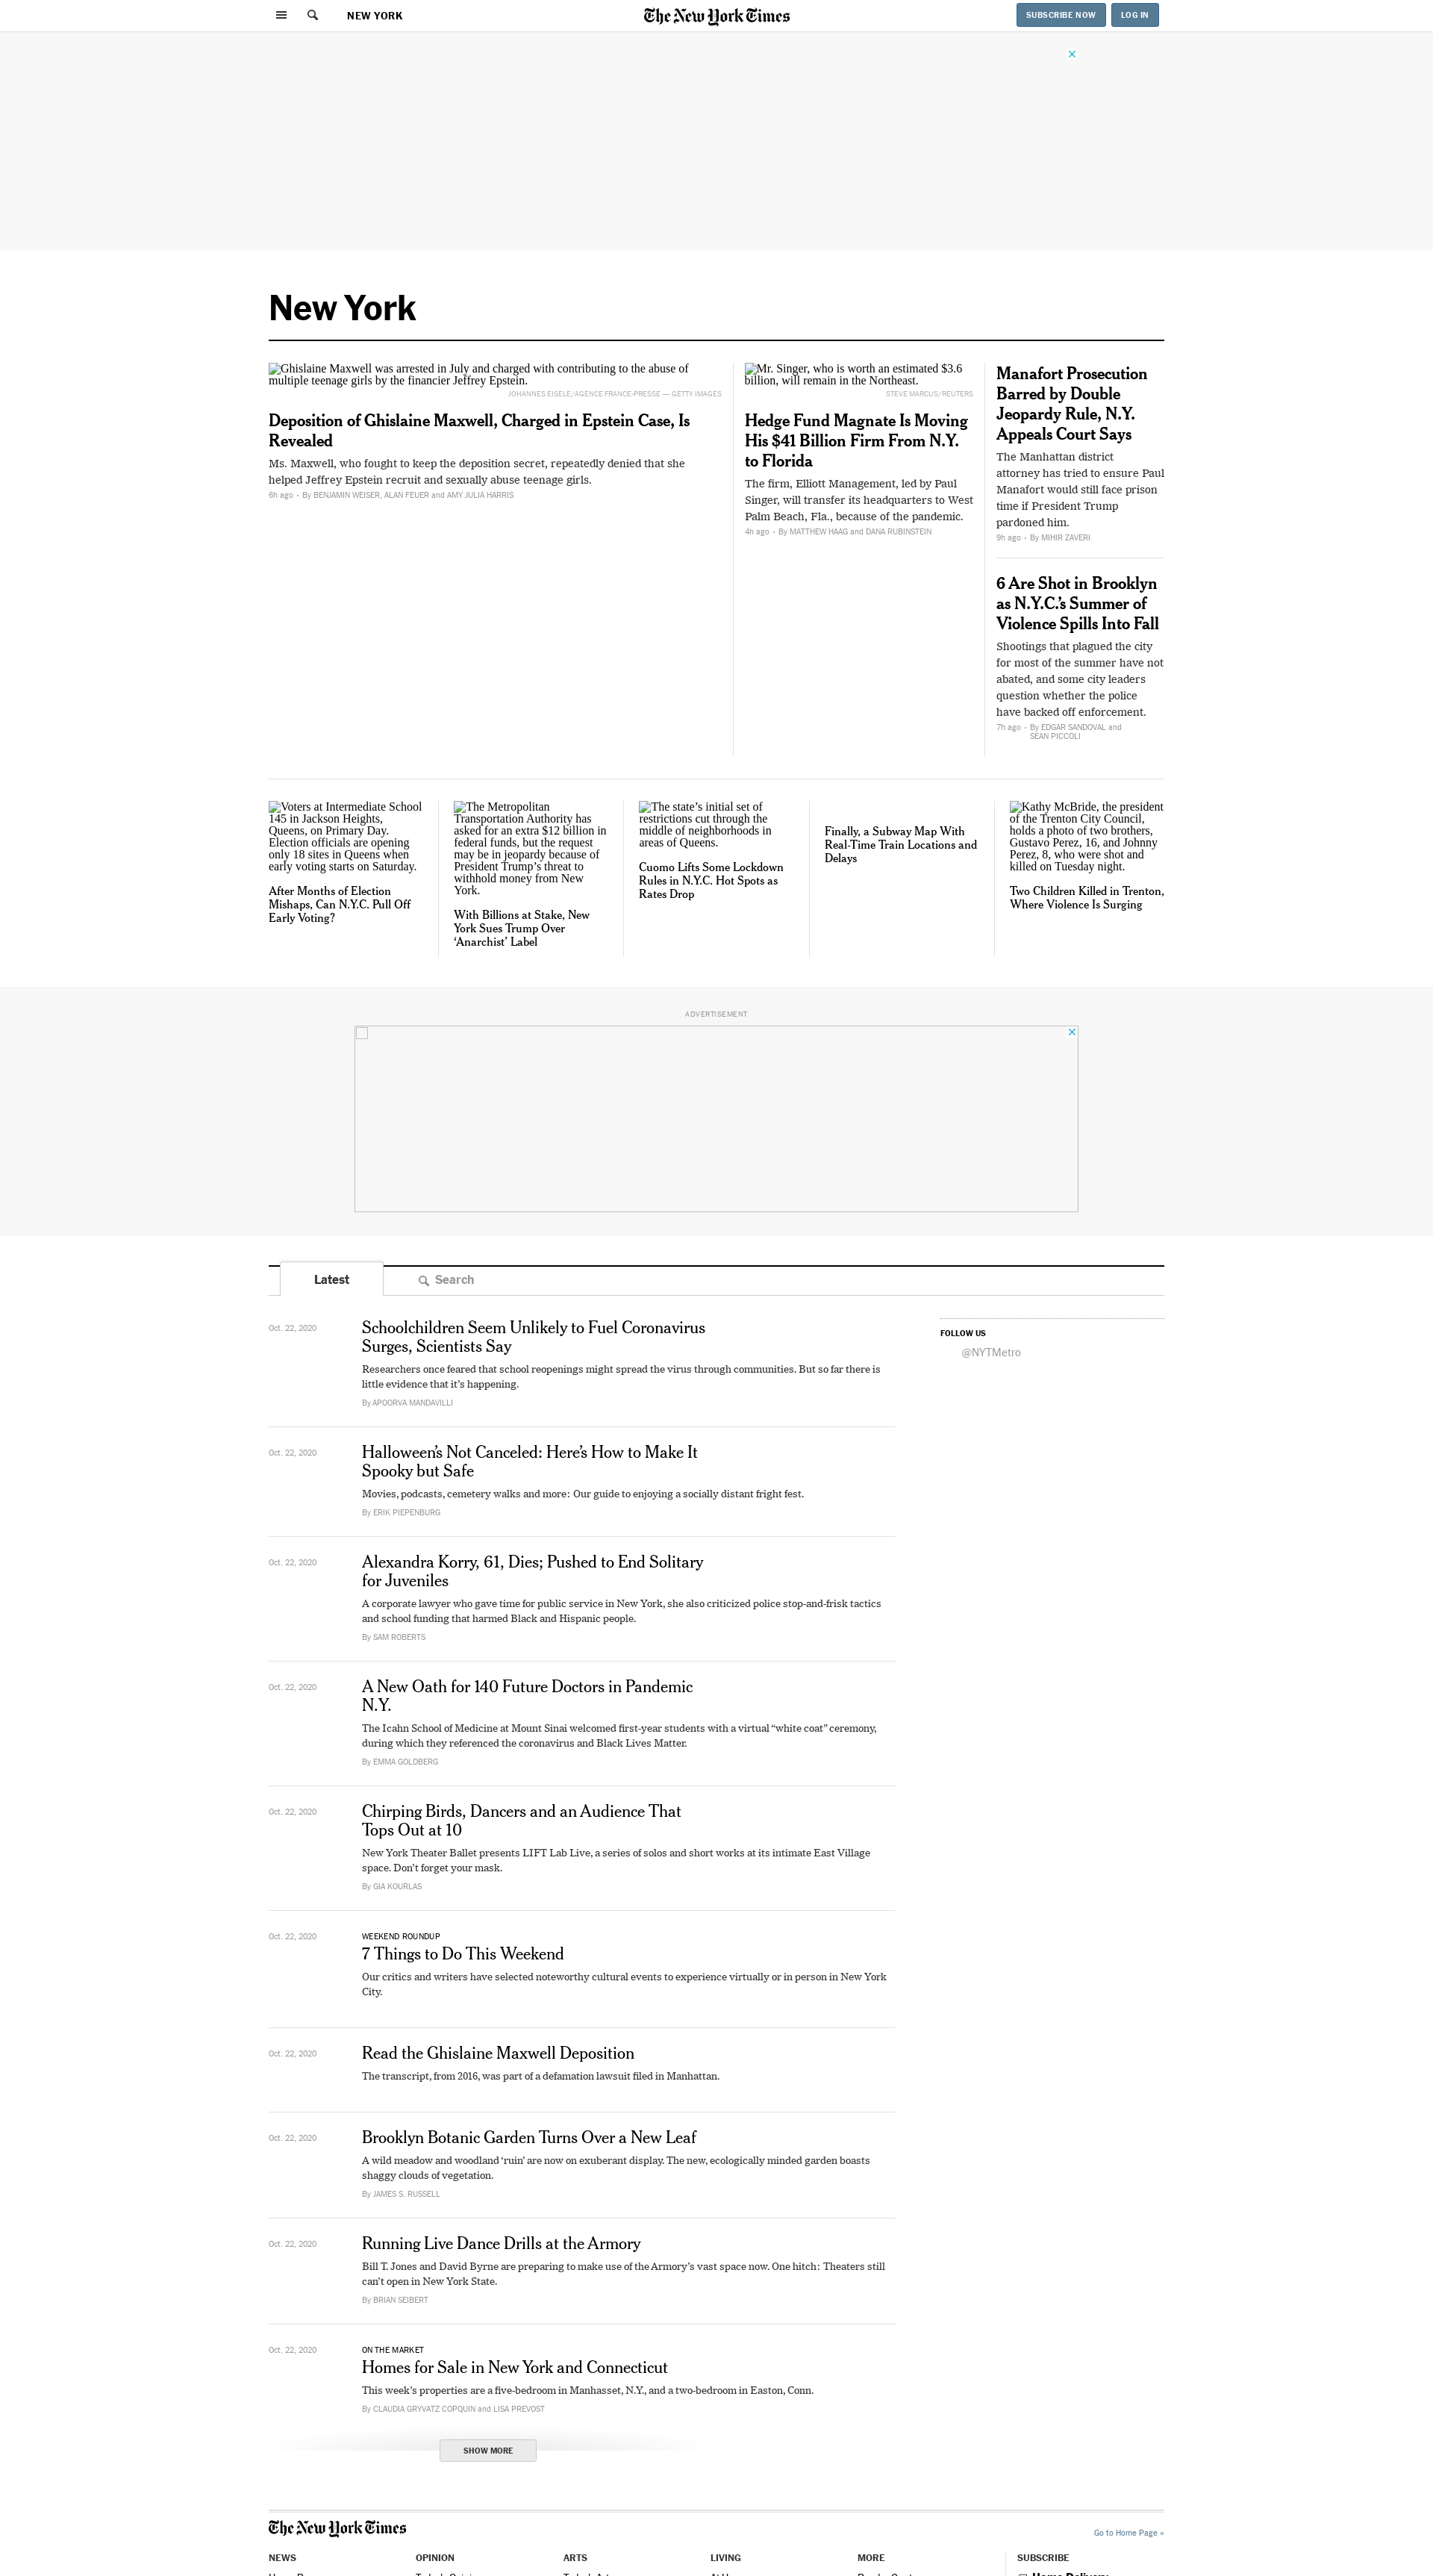 NEW YORK
The New York Times
SUBSCRIBE NOW
LOG IN
New York
Ghislaine Maxwell was arrested in July and charged with contributing to the abuse of
multiple teenage girls by the financier Jeffrey Epstein.
JOHANNES EISELE/AGENCE FRANCE-PRESSE — GETTY IMAGES
Deposition of Ghislaine Maxwell, Charged in Epstein Case, Is
Revealed
Ms. Maxwell, who fought to keep the deposition secret, repeatedly denied that she
helped Jeffrey Epstein recruit and sexually abuse teenage girls.
6h ago • By BENJAMIN WEISER, ALAN FEUER and AMY JULIA HARRIS
Mr. Singer, who is worth an estimated $3.6
billion, will remain in the Northeast.
STEVE MARCUS/REUTERS
Hedge Fund Magnate Is Moving
His $41 Billion Firm From N.Y.
to Florida
The firm, Elliott Management, led by Paul
Singer, will transfer its headquarters to West
Palm Beach, Fla., because of the pandemic.
4h ago • By MATTHEW HAAG and DANA RUBINSTEIN
Manafort Prosecution
Barred by Double
Jeopardy Rule, N.Y.
Appeals Court Says
The Manhattan district
attorney has tried to ensure Paul
Manafort would still face prison
time if President Trump
pardoned him.
9h ago • By MIHIR ZAVERI
6 Are Shot in Brooklyn
as N.Y.C.’s Summer of
Violence Spills Into Fall
Shootings that plagued the city
for most of the summer have not
abated, and some city leaders
question whether the police
have backed off enforcement.
7h ago • By EDGAR SANDOVAL and
SEAN PICCOLI
Voters at Intermediate School
145 in Jackson Heights,
Queens, on Primary Day.
Election officials are opening
only 18 sites in Queens when
early voting starts on Saturday.
After Months of Election
Mishaps, Can N.Y.C. Pull Off
Early Voting?
The Metropolitan
Transportation Authority has
asked for an extra $12 billion in
federal funds, but the request
may be in jeopardy because of
President Trump’s threat to
withhold money from New
York.
With Billions at Stake, New
York Sues Trump Over
‘Anarchist’ Label
The state’s initial set of
restrictions cut through the
middle of neighborhoods in
areas of Queens.
Cuomo Lifts Some Lockdown
Rules in N.Y.C. Hot Spots as
Rates Drop
Finally, a Subway Map With
Real-Time Train Locations and
Delays
Kathy McBride, the president
of the Trenton City Council,
holds a photo of two brothers,
Gustavo Perez, 16, and Johnny
Perez, 8, who were shot and
killed on Tuesday night.
Two Children Killed in Trenton,
Where Violence Is Surging
ADVERTISEMENT
Latest
Search
Oct. 22, 2020
Schoolchildren Seem Unlikely to Fuel Coronavirus
Surges, Scientists Say
Researchers once feared that school reopenings might spread the virus through communities. But so far there is
little evidence that it’s happening.
By APOORVA MANDAVILLI
FOLLOW US
@NYTMetro
Oct. 22, 2020
Halloween’s Not Canceled: Here’s How to Make It
Spooky but Safe
Movies, podcasts, cemetery walks and more: Our guide to enjoying a socially distant fright fest.
By ERIK PIEPENBURG
Oct. 22, 2020
Alexandra Korry, 61, Dies; Pushed to End Solitary
for Juveniles
A corporate lawyer who gave time for public service in New York, she also criticized police stop-and-frisk tactics
and school funding that harmed Black and Hispanic people.
By SAM ROBERTS
Oct. 22, 2020
A New Oath for 140 Future Doctors in Pandemic
N.Y.
The Icahn School of Medicine at Mount Sinai welcomed first-year students with a virtual “white coat” ceremony,
during which they referenced the coronavirus and Black Lives Matter.
By EMMA GOLDBERG
Oct. 22, 2020
Chirping Birds, Dancers and an Audience That
Tops Out at 10
New York Theater Ballet presents LIFT Lab Live, a series of solos and short works at its intimate East Village
space. Don’t forget your mask.
By GIA KOURLAS
Oct. 22, 2020
WEEKEND ROUNDUP
7 Things to Do This Weekend
Our critics and writers have selected noteworthy cultural events to experience virtually or in person in New York
City.
Oct. 22, 2020
Read the Ghislaine Maxwell Deposition
The transcript, from 2016, was part of a defamation lawsuit filed in Manhattan.
Oct. 22, 2020
Brooklyn Botanic Garden Turns Over a New Leaf
A wild meadow and woodland ‘ruin’ are now on exuberant display. The new, ecologically minded garden boasts
shaggy clouds of vegetation.
By JAMES S. RUSSELL
Oct. 22, 2020
Running Live Dance Drills at the Armory
Bill T. Jones and David Byrne are preparing to make use of the Armory’s vast space now. One hitch: Theaters still
can’t open in New York State.
By BRIAN SEIBERT
Oct. 22, 2020
ON THE MARKET
Homes for Sale in New York and Connecticut
This week’s properties are a five-bedroom in Manhasset, N.Y., and a two-bedroom in Easton, Conn.
By CLAUDIA GRYVATZ COPQUIN and LISA PREVOST
SHOW MORE
The New York Times
Go to Home Page »
NEWS
OPINION
ARTS
LIVING
MORE
SUBSCRIBE